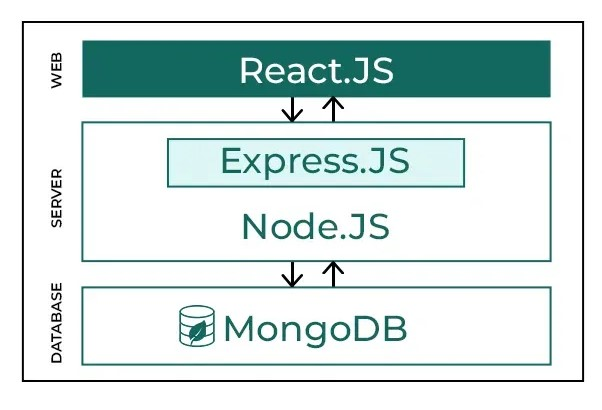 WEB
React.JS
SERVER
Express.JS
Node.JS
DATABASE
MongoDB